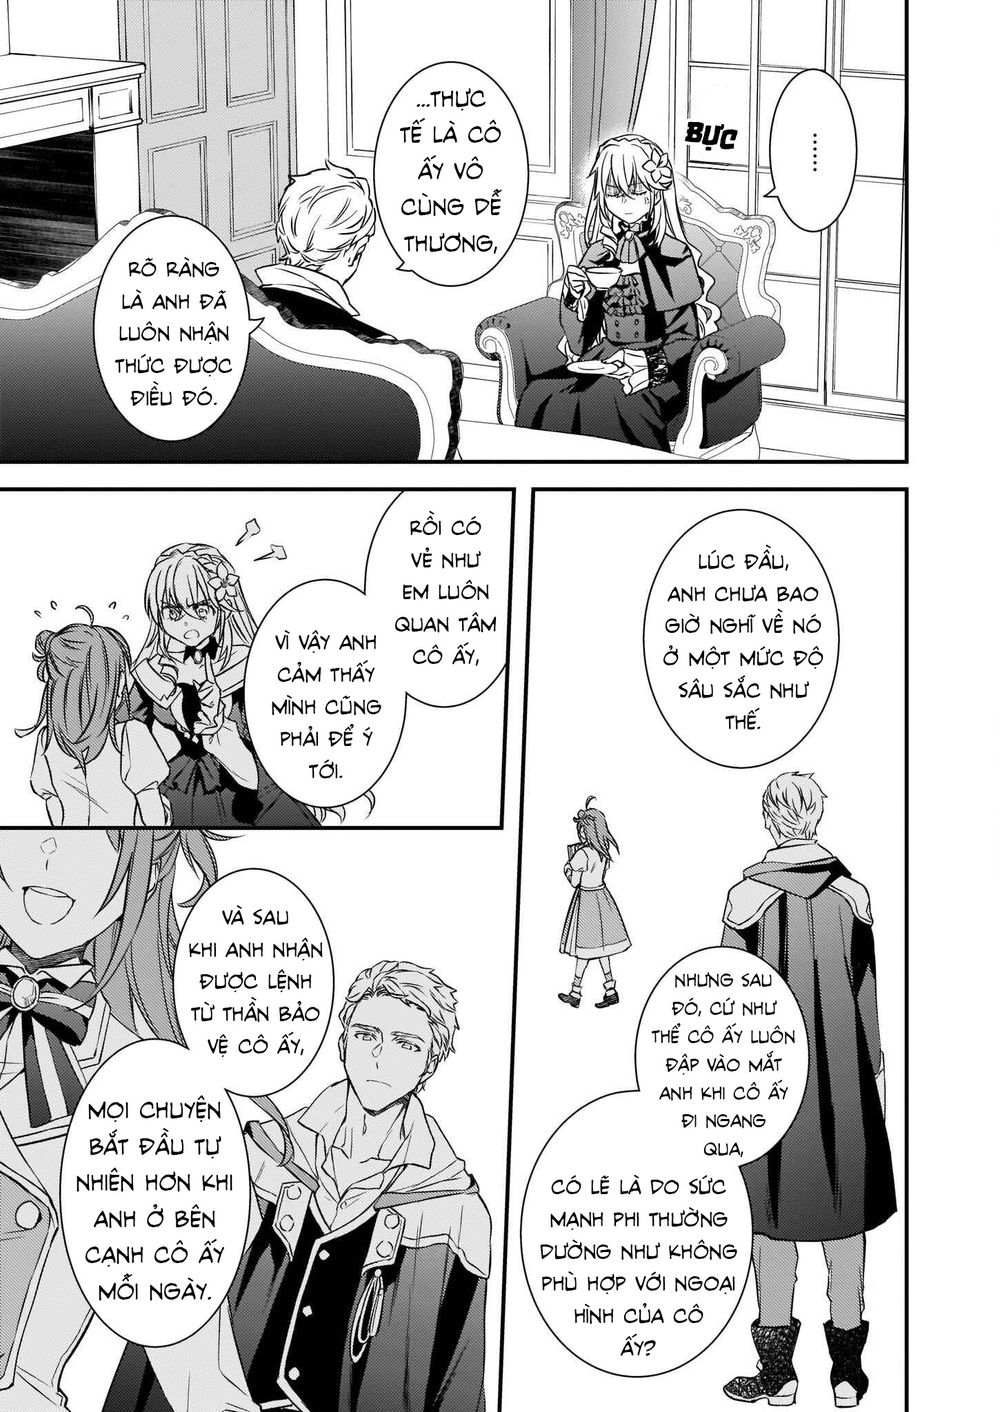 .......
BỰC
...THỰC
TẾ LÀ CÔ
ẤY VÔ
CÙNG DỄ
THƯƠNG,
RÕ RÀNG
LÀ ANH ĐÃ
LUÔN NHẬN
THỨC ĐƯỢC
ĐIỀU ĐÓ.
LÚC ĐẦU,
ANH CHƯA BAO
GIỜ NGHĨ VỀ NÓ
Ở MỘT MỨC ĐỘ
SÂU SẮC NHƯ
THẾ.
NHƯNG SAU
ĐÓ, CỨ NHƯ
THỂ CÔ ẤY LUÔN
ĐẬP VÀO MẮT
ANH KHI CÔ ẤY
ĐI NGANG
QUA,
CÓ LẼ LÀ DO SỨC
MẠNH PHI THƯỜNG
DƯỜNG NHƯ KHÔNG
PHÙ HỢP VỚI NGOẠI
HÌNH CỦA CÔ
ẤY?
RỒI CÓ
VẺ NHƯ
EM LUÔN
QUAN TÂM
CÔ ẤY,
VÌ VẬY ANH
CẢM THẤY
MÌNH CŨNG
PHẢI ĐỂ Ý
TỚI.
VÀ SAU
KHI ANH NHẬN
ĐƯỢC LỆNH
TỪ THẦN BẢO
VỆ CÔ ẤY,
MỌI CHUYỆN
BẮT ĐẦU TỰ
NHIÊN HƠN KHI
ANH Ở BÊN
CẠNH CÔ ẤY
MỖI NGÀY.